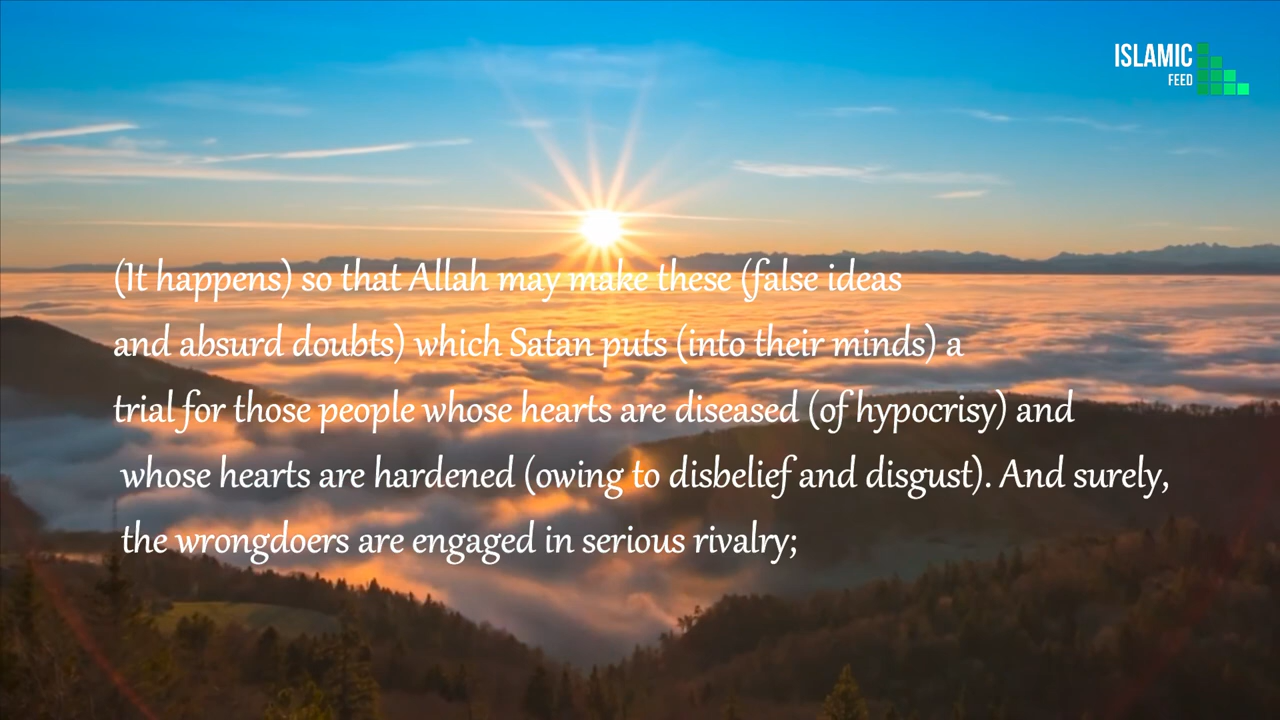 ISLAMIC
FEED
(It happens) so that Allah may make these (false ideas
and absurd doubts) which Satan puts (into their minds) a
trial for those people whose hearts are diseased (of hypocrisy) and
whose hearts are hardened (owing to disbelief and disgust). And surely,
the wrongdoers are engaged in serious rivalry;